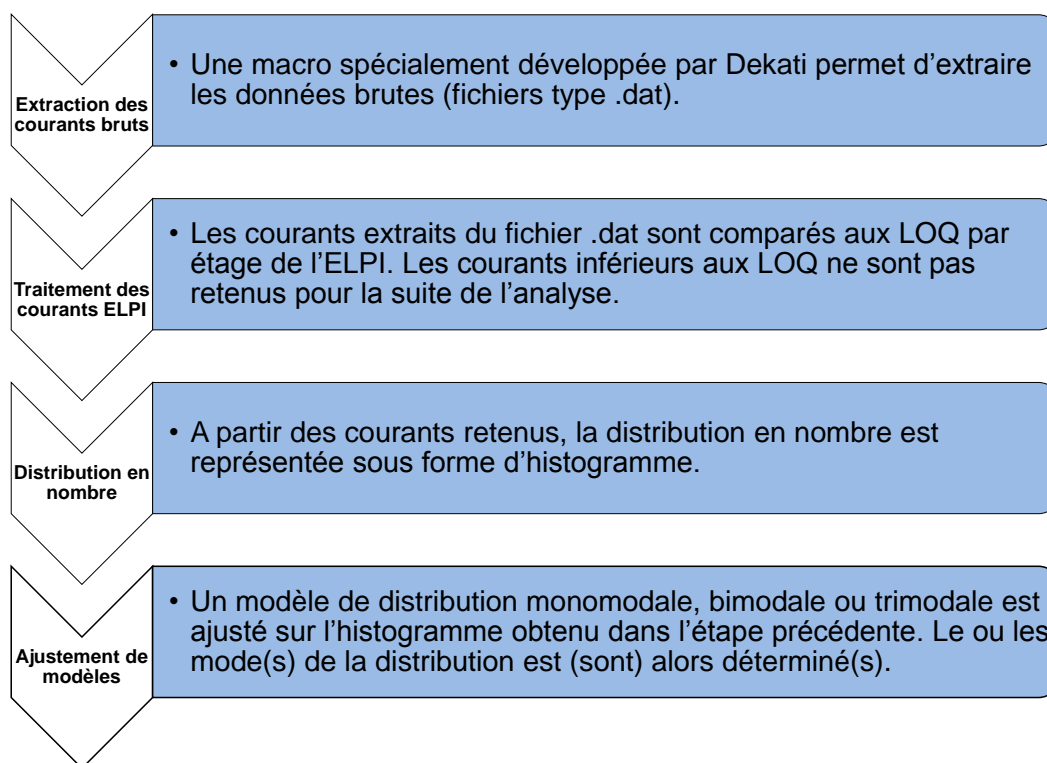 Extraction des
courants bruts
• Une macro spécialement développée par Dekati permet d'extraire
les données brutes (fichiers type .dat).
Traitement des
courants ELPI
• Les courants extraits du fichier .dat sont comparés aux LOQ par
étage de l'ELPI. Les courants inférieurs aux LOQ ne sont pas
retenus pour la suite de l'analyse.
Distribution en
nombre
• A partir des courants retenus, la distribution en nombre est
représentée sous forme d'histogramme.
Ajustement de
modèles
• Un modèle de distribution monomodale, bimodale ou trimodale est
ajusté sur l'histogramme obtenu dans l'étape précédente. Le ou les
mode(s) de la distribution est (sont) alors déterminé(s).